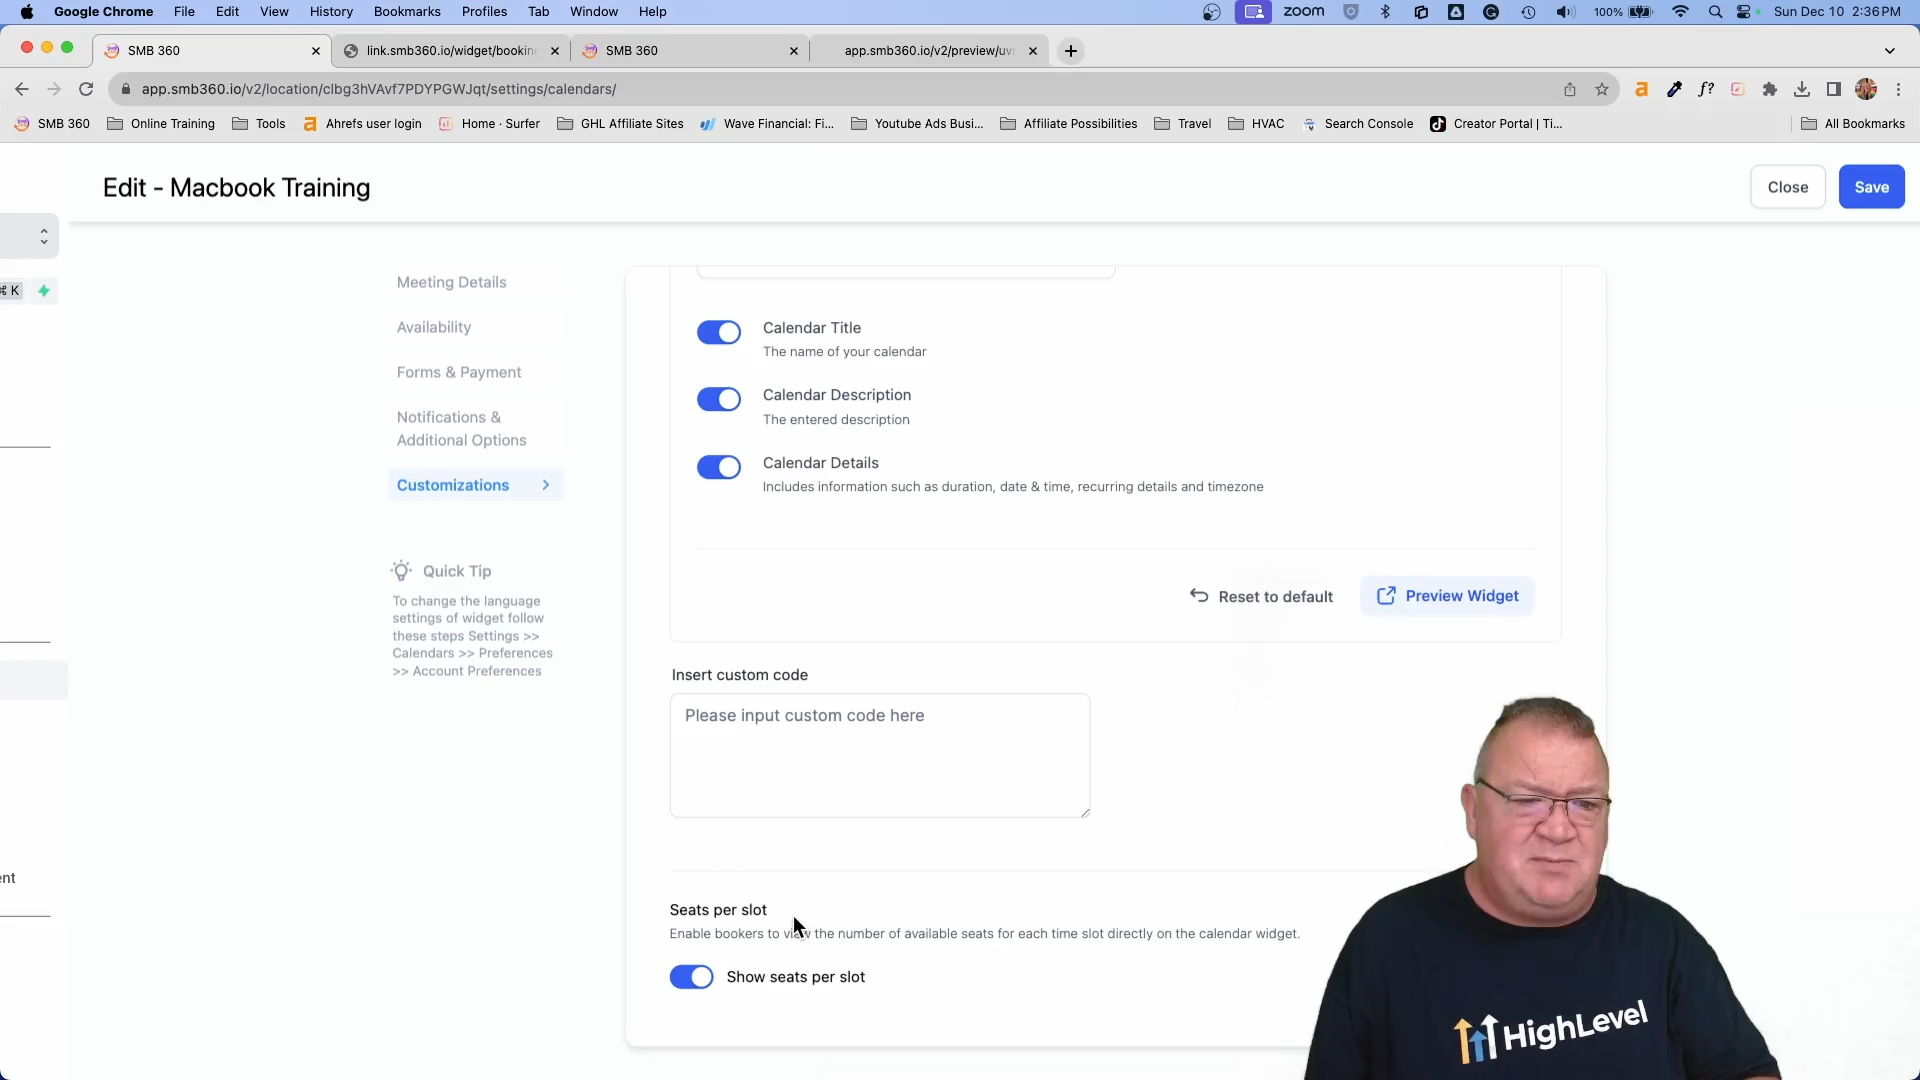 Google Chrome File Edit View History Bookmarks Profiles Tab Window Help zoom 100% Sun Dec 10 2:36 PM
SMB 360 link.smb360.io/widget/bookin SMB 360 app.smb360.io/v2/preview/uv
app.smb360.io/v2/location/clbg3hVAvf7PDYPGWJqt/settings/calendars/ f?
SMB 360 Online Training Tools Ahrefs user login Home · Surfer GHL Affiliate Sites Wave Financial: Fi... Youtube Ads Busi... Affiliate Possibilities Travel HVAC Search Console Creator Portal | Ti... All Bookmarks
Edit - Macbook Training Close Save
⌘ K
Meeting Details
Availability
Forms & Payment
Notifications &
Additional Options
Customizations
Quick Tip
To change the language
settings of widget follow
these steps Settings >>
Calendars >> Preferences
>> Account Preferences
ent
Calendar Title
The name of your calendar
Calendar Description
The entered description
Calendar Details
Includes information such as duration, date & time, recurring details and timezone
Reset to default Preview Widget
Insert custom code
Please input custom code here
Seats per slot
Enable bookers to view the number of available seats for each time slot directly on the calendar widget.
Show seats per slot
HighLevel